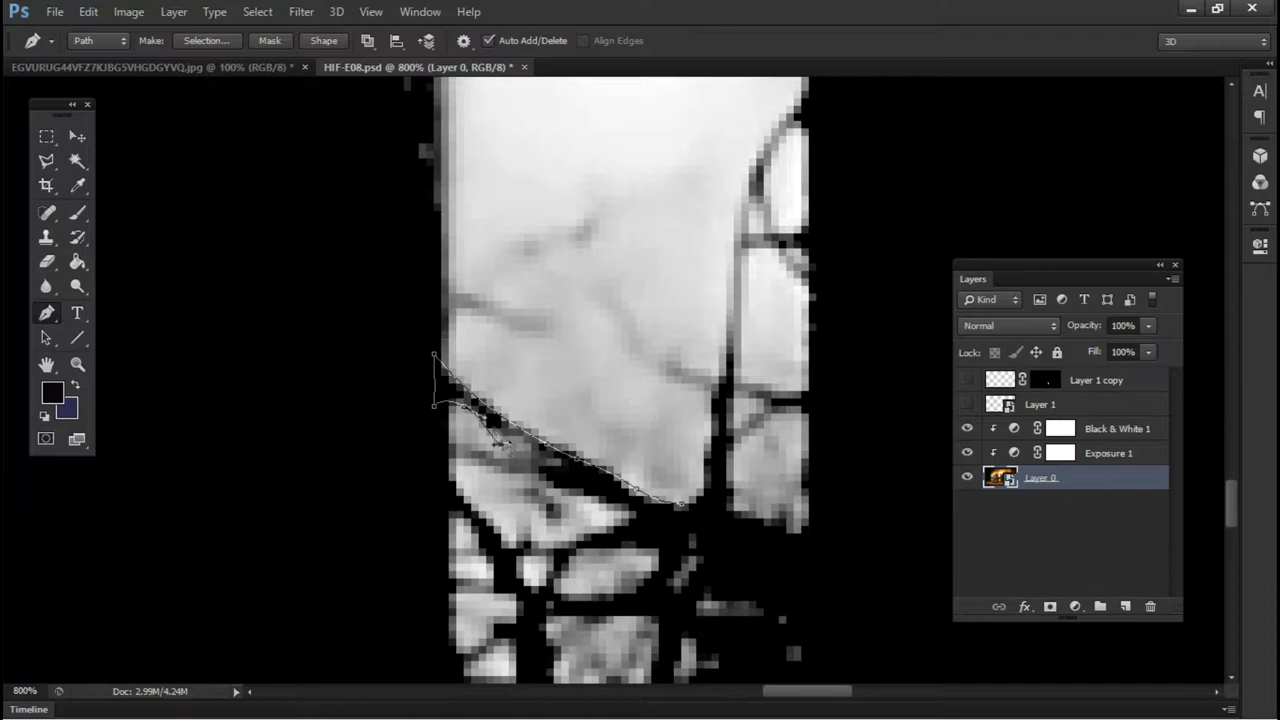 Ps File Edit Image Layer Type Select Filter 3D View Window Help
Path Make: Selection... Mask Shape Auto Add/Delete Align Edges 3D
EGVURUG44VFZ7KJBG5VHGDGYVQ.jpg @ 100% (RGB/8) * × HIF-E08.psd @ 800% (Layer 0, RGB/8) * ×
Layers
Kind
Normal Opacity: 100%
Lock: Fill: 100%
Layer 1 copy
Layer 1
Black & White 1
Exposure 1
Layer 0
800% Doc: 2.99M/4.24M
Timeline